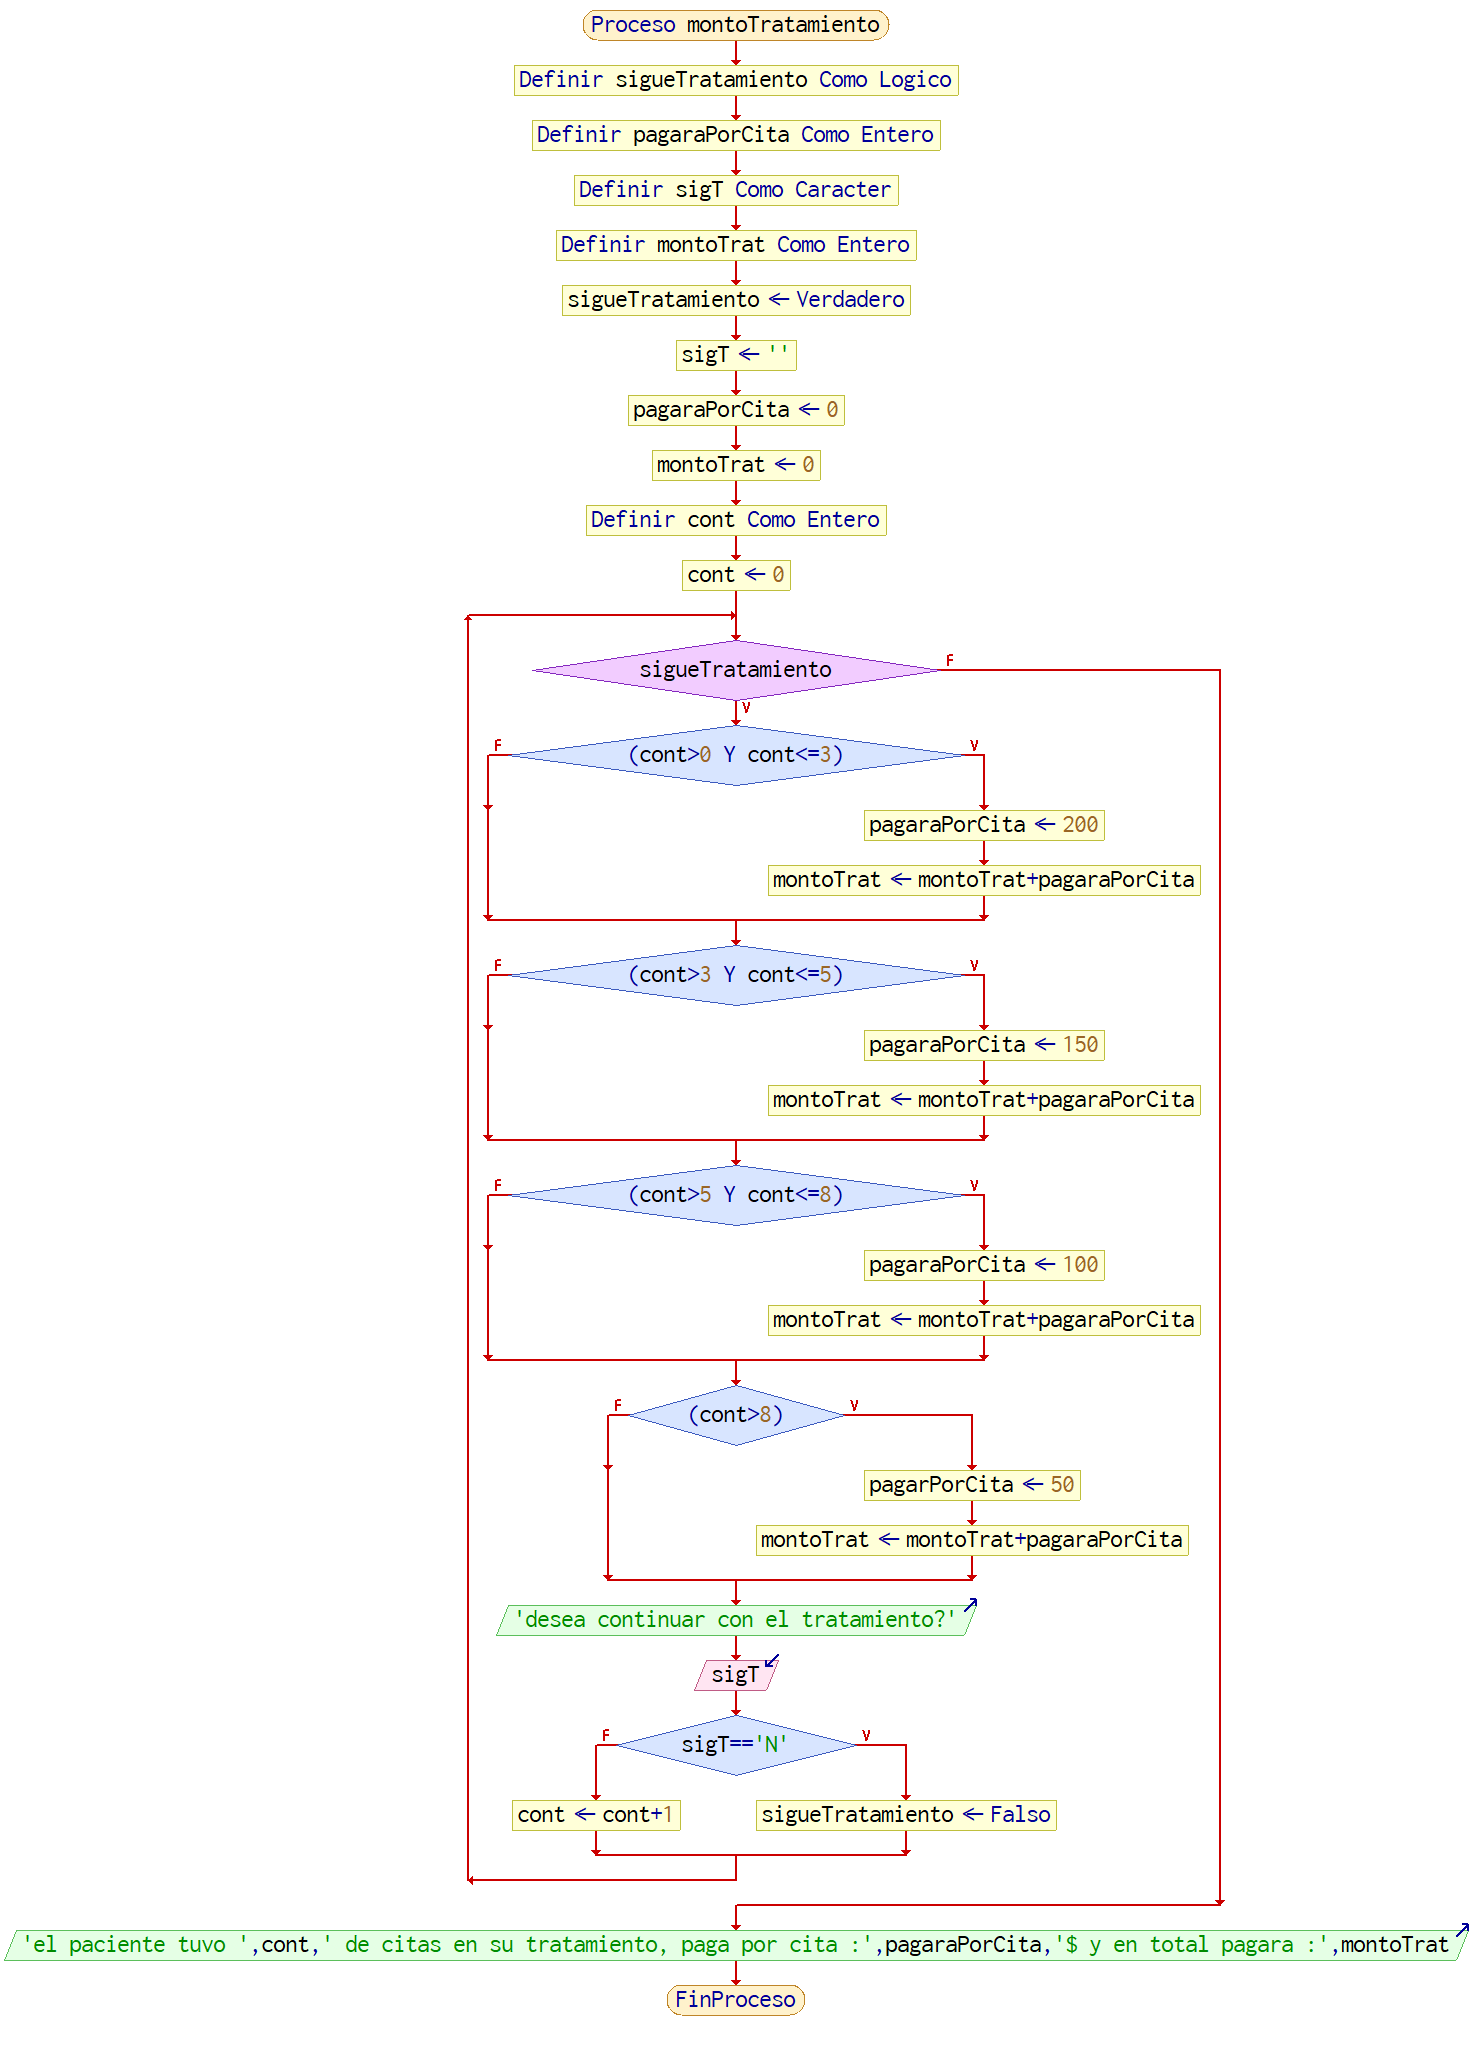 Proceso montoTratamiento
Definir sigueTratamiento Como Logico
Definir pagaraPorCita Como Entero
Definir sigT Como Caracter
Definir montoTrat Como Entero
sigueTratamiento ← Verdadero
sigT ← ''
pagaraPorCita ← 0
montoTrat ← 0
Definir cont Como Entero
cont ← 0
sigueTratamiento
F
V
(cont>0 Y cont<=3)
F
V
pagaraPorCita ← 200
montoTrat ← montoTrat+pagaraPorCita
(cont>3 Y cont<=5)
F
V
pagaraPorCita ← 150
montoTrat ← montoTrat+pagaraPorCita
(cont>5 Y cont<=8)
F
V
pagaraPorCita ← 100
montoTrat ← montoTrat+pagaraPorCita
(cont>8)
F
V
pagarPorCita ← 50
montoTrat ← montoTrat+pagaraPorCita
'desea continuar con el tratamiento?'
sigT
sigT=='N'
F
V
cont ← cont+1
sigueTratamiento ← Falso
'el paciente tuvo ',cont,' de citas en su tratamiento, paga por cita :',pagaraPorCita,'$ y en total pagara :',montoTrat
FinProceso